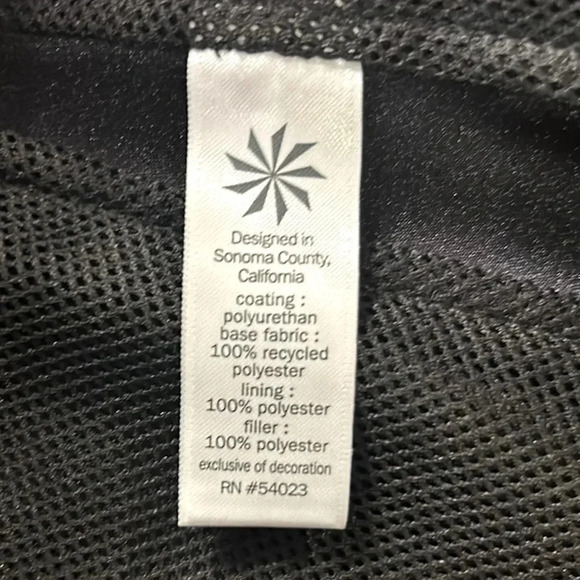 Designed in
Sonoma County,
California
coating :
polyurethan
base fabric :
100% recycled
polyester
lining :
100% polyester
filler :
100% polyester
exclusive of decoration
RN #54023